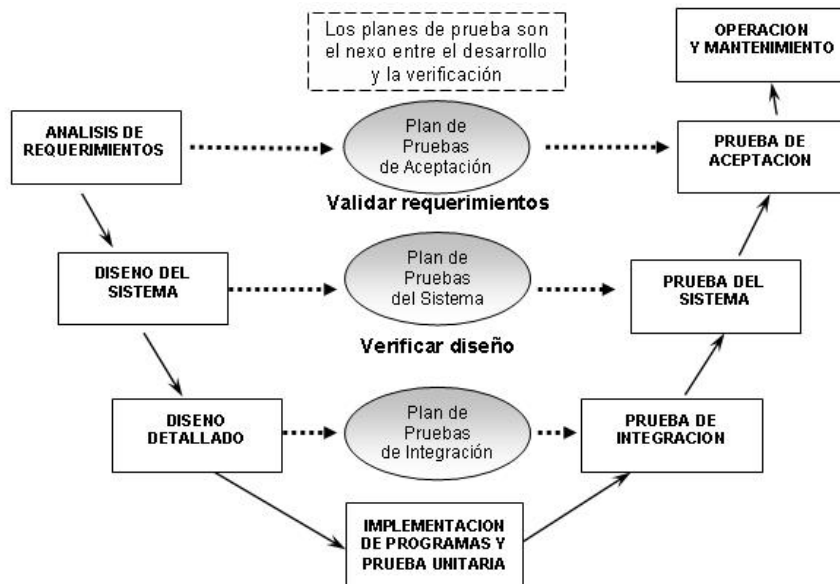 Los planes de prueba son
el nexo entre el desarrollo
y la verificación
OPERACION
Y MANTENIMIENTO
ANALISIS DE
REQUERIMIENTOS
Plan de
Pruebas
de Aceptación
PRUEBA DE
ACEPTACION
Validar requerimientos
DISENO DEL
SISTEMA
Plan de
Pruebas
del Sistema
PRUEBA DEL
SISTEMA
Verificar diseño
DISENO
DETALLADO
Plan de
Pruebas
de Integración
PRUEBA DE
INTEGRACION
IMPLEMENTACION
DE PROGRAMAS Y
PRUEBA UNITARIA